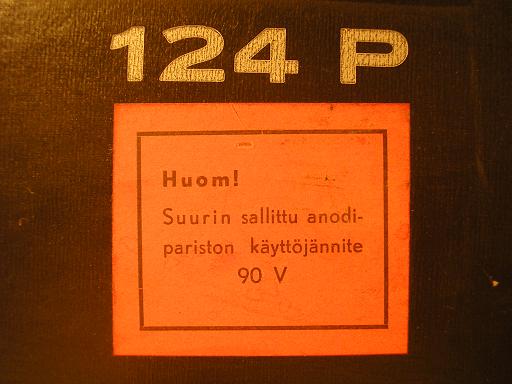 124 P
Huom!
Suurin sallittu anodi-
pariston käyttöjännite
90 V